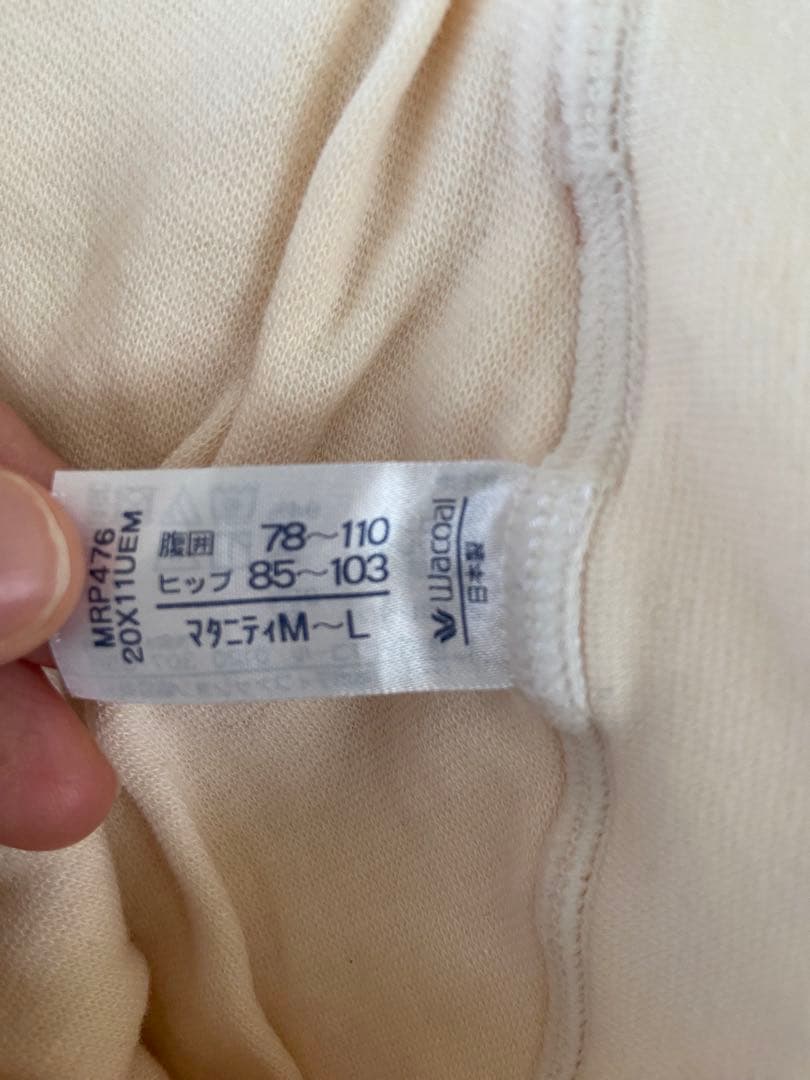 MRP476
20X11UEM
腹囲 78～110
ヒップ 85～103
マタニティM～L
Wacoal
日本製